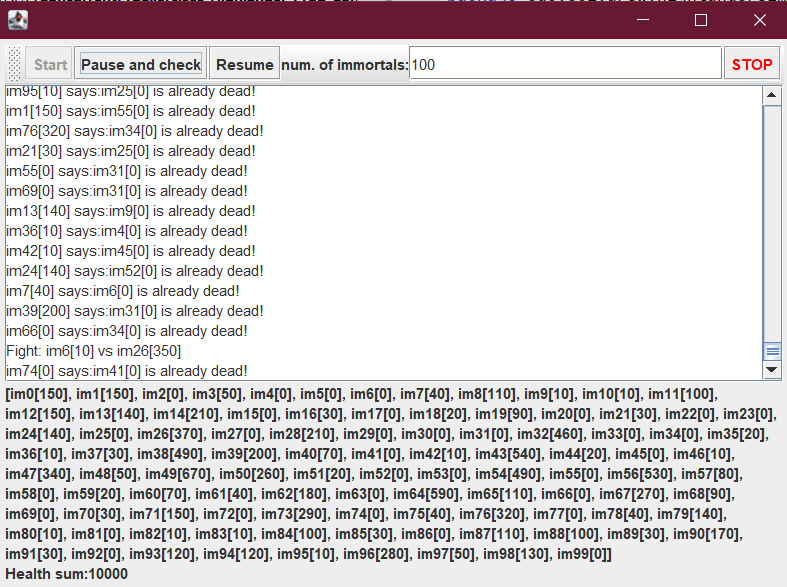 Start Pause and check Resume num. of immortals: 100 STOP
im95[10] says:im25[0] is already dead!
im1[150] says:im55[0] is already dead!
im76[320] says:im34[0] is already dead!
im21[30] says:im25[0] is already dead!
im55[0] says:im31[0] is already dead!
im69[0] says:im31[0] is already dead!
im13[140] says:im9[0] is already dead!
im36[10] says:im4[0] is already dead!
im42[10] says:im45[0] is already dead!
im24[140] says:im52[0] is already dead!
im7[40] says:im6[0] is already dead!
im39[200] says:im31[0] is already dead!
im66[0] says:im34[0] is already dead!
Fight: im6[10] vs im26[350]
im74[0] says:im41[0] is already dead!
[im0[150], im1[150], im2[0], im3[50], im4[0], im5[0], im6[0], im7[40], im8[110], im9[10], im10[10], im11[100],
im12[150], im13[140], im14[210], im15[0], im16[30], im17[0], im18[20], im19[90], im20[0], im21[30], im22[0], im23[0],
im24[140], im25[0], im26[370], im27[0], im28[210], im29[0], im30[0], im31[0], im32[460], im33[0], im34[0], im35[20],
im36[10], im37[30], im38[490], im39[200], im40[70], im41[0], im42[10], im43[540], im44[20], im45[0], im46[10],
im47[340], im48[50], im49[670], im50[260], im51[20], im52[0], im53[0], im54[490], im55[0], im56[530], im57[80],
im58[0], im59[20], im60[70], im61[40], im62[180], im63[0], im64[590], im65[110], im66[0], im67[270], im68[90],
im69[0], im70[30], im71[150], im72[0], im73[290], im74[0], im75[40], im76[320], im77[0], im78[40], im79[140],
im80[10], im81[0], im82[10], im83[10], im84[100], im85[30], im86[0], im87[110], im88[100], im89[30], im90[170],
im91[30], im92[0], im93[120], im94[120], im95[10], im96[280], im97[50], im98[130], im99[0]]
Health sum:10000